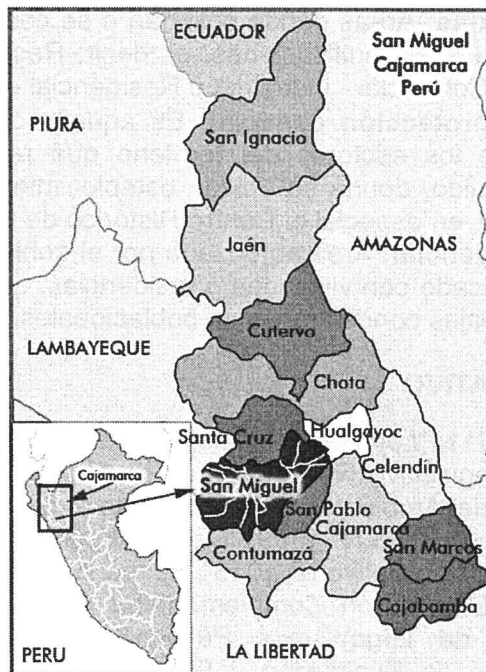 ECUADOR
San Miguel
Cajamarca
Perú
PIURA
San Ignacio
Jaén
AMAZONAS
Cutervo
LAMBAYEQUE
Chota
Santa Cruz
Hualgayoc
Celendín
Cajamarca
San Miguel
San Pablo
Cajamarca
San Marcos
Contumazá
Cajabamba
PERU
LA LIBERTAD